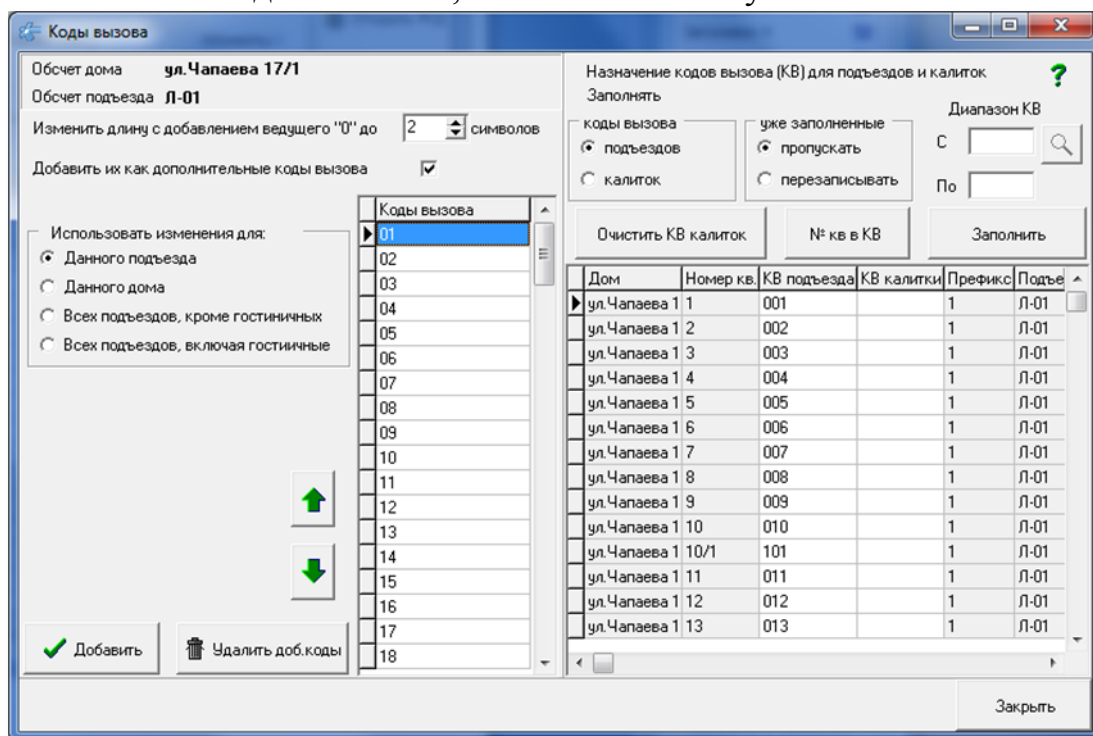 Коды вызова
Обсчет дома ул.Чапаева 17/1
Обсчет подъезда Л-01
Изменить длину с добавлением ведущего "0" до 2 символов
Добавить их как дополнительные коды вызова
Использовать изменения для:
Данного подъезда
Данного дома
Всех подъездов, кроме гостиничных
Всех подъездов, включая гостиичные
Коды вызова
01
02
03
04
05
06
07
08
09
10
11
12
13
14
15
16
17
18
Добавить
Удалить доб.коды
Назначение кодов вызова (КВ) для подъездов и калиток
?
Заполнять
коды вызова
подъездов
калиток
уже заполненные
пропускать
перезаписывать
Диапазон КВ
С
По
Очистить КВ калиток
№ кв в КВ
Заполнить
Дом Номер кв. КВ подъезда КВ калитки Префикс Подъе
ул.Чапаева 1 1 001 1 Л-01
ул.Чапаева 1 2 002 1 Л-01
ул.Чапаева 1 3 003 1 Л-01
ул.Чапаева 1 4 004 1 Л-01
ул.Чапаева 1 5 005 1 Л-01
ул.Чапаева 1 6 006 1 Л-01
ул.Чапаева 1 7 007 1 Л-01
ул.Чапаева 1 8 008 1 Л-01
ул.Чапаева 1 9 009 1 Л-01
ул.Чапаева 1 10 010 1 Л-01
ул.Чапаева 1 10/1 101 1 Л-01
ул.Чапаева 1 11 011 1 Л-01
ул.Чапаева 1 12 012 1 Л-01
ул.Чапаева 1 13 013 1 Л-01
Закрыть